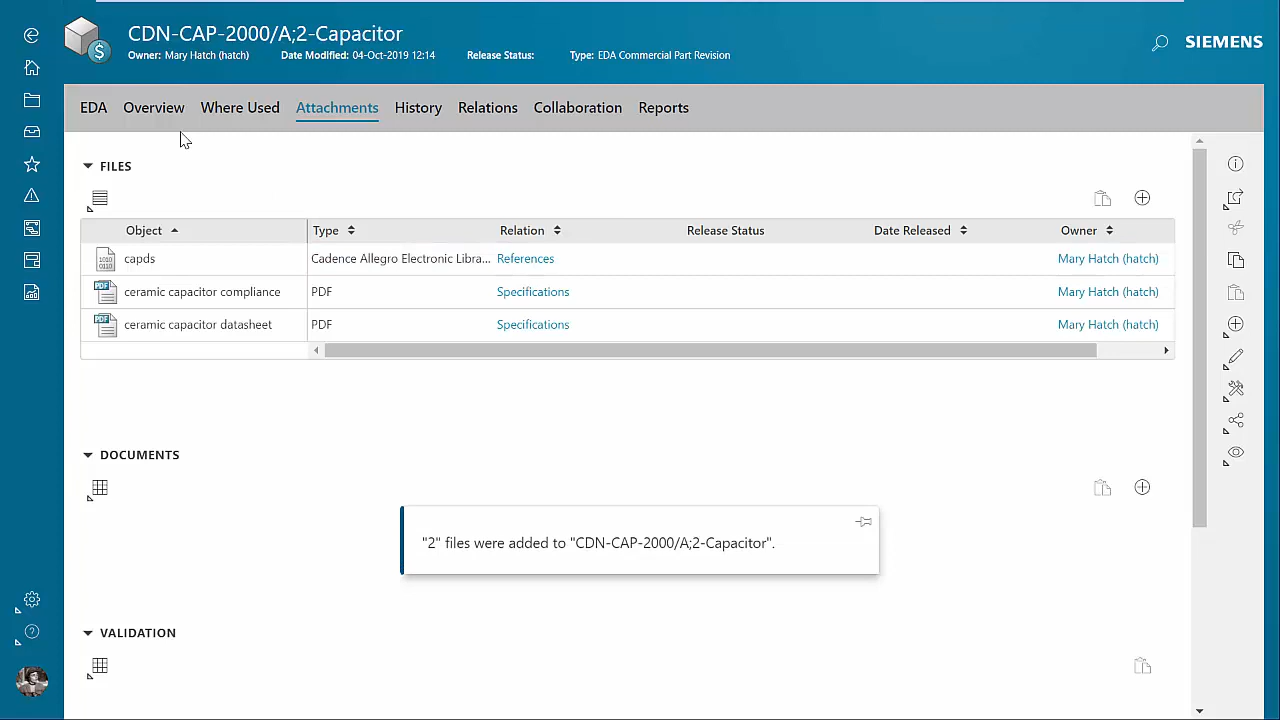 CDN-CAP-2000/A;2-Capacitor
Owner: Mary Hatch (hatch) Date Modified: 04-Oct-2019 12:14 Release Status: Type: EDA Commercial Part Revision
SIEMENS
EDA Overview Where Used Attachments History Relations Collaboration Reports
FILES
Object Type Relation Release Status Date Released Owner
capds Cadence Allegro Electronic Libra... References Mary Hatch (hatch)
ceramic capacitor compliance PDF Specifications Mary Hatch (hatch)
ceramic capacitor datasheet PDF Specifications Mary Hatch (hatch)
DOCUMENTS
"2" files were added to "CDN-CAP-2000/A;2-Capacitor".
VALIDATION